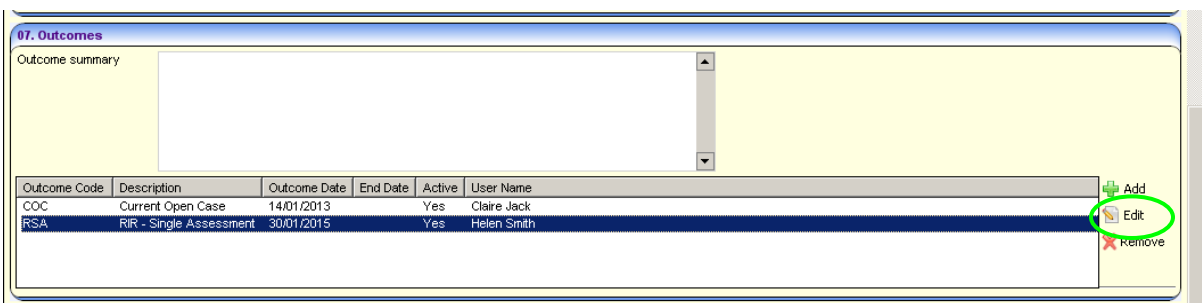 07. Outcomes
Outcome summary
Outcome Code Description Outcome Date End Date Active User Name
COC Current Open Case 14/01/2013 Yes Claire Jack
RSA RIR - Single Assessment 30/01/2015 Yes Helen Smith
Add
Edit
Remove